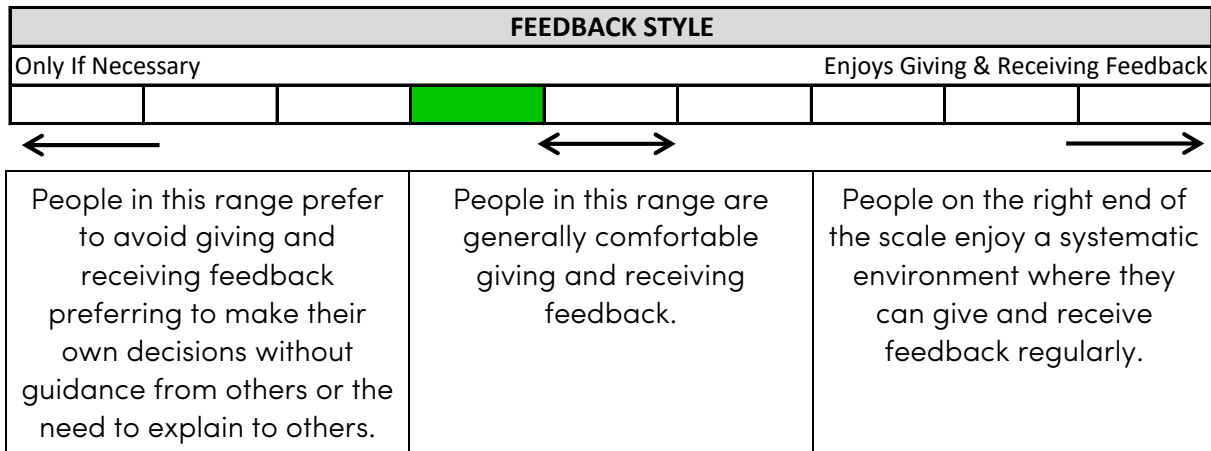 FEEDBACK STYLE
Only If Necessary
Enjoys Giving & Receiving Feedback
People in this range prefer
to avoid giving and
receiving feedback
preferring to make their
own decisions without
guidance from others or the
need to explain to others.
People in this range are
generally comfortable
giving and receiving
feedback.
People on the right end of
the scale enjoy a systematic
environment where they
can give and receive
feedback regularly.